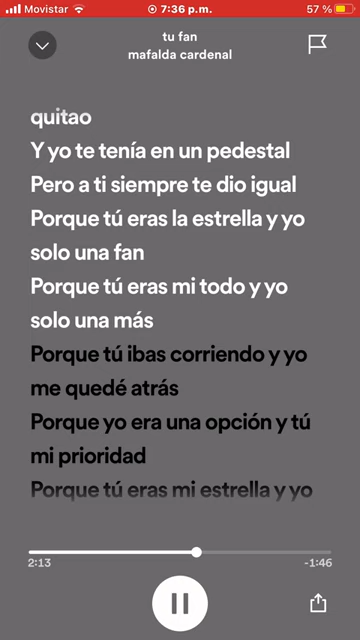 Movistar 7:36 p.m. 57 %
tu fan
mafalda cardenal
quitao
Y yo te tenía en un pedestal
Pero a ti siempre te dio igual
Porque tú eras la estrella y yo
solo una fan
Porque tú eras mi todo y yo
solo una más
Porque tú ibas corriendo y yo
me quedé atrás
Porque yo era una opción y tú
mi prioridad
Porque tú eras mi estrella y yo
2:13 -1:46